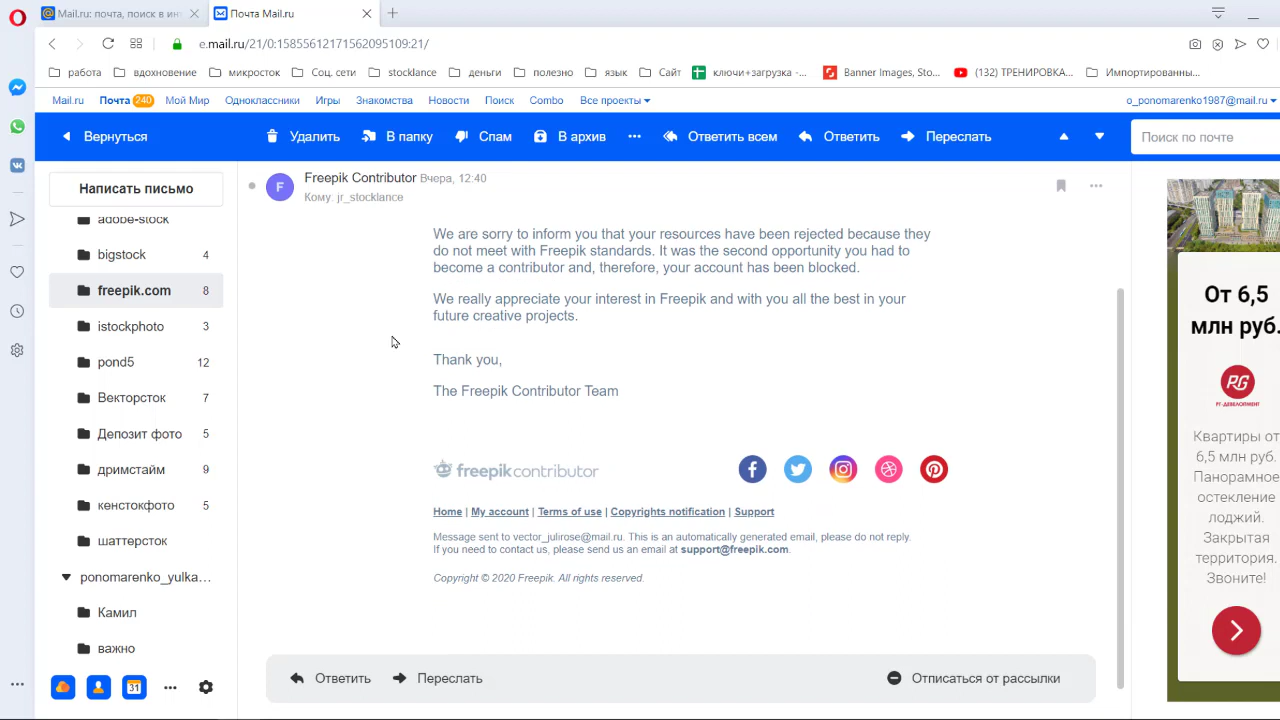 Mail.ru: почта, поиск в ин
Почта Mail.ru
e.mail.ru/21/0:15855612171562095109:21/
работа
вдохновение
микросток
Соц. сети
stocklance
деньги
полезно
язык
Сайт
ключи+загрузка -...
Banner Images, Sto...
(132) ТРЕНИРОВКА...
Импортированны...
Mail.ru
Почта 240
Мой Мир
Одноклассники
Игры
Знакомства
Новости
Поиск
Combo
Все проекты
o_ponomarenko1987@mail.ru
Вернуться
Удалить
В папку
Спам
В архив
Ответить всем
Ответить
Переслать
Поиск по почте
Написать письмо
adobe-stock
bigstock 4
freepik.com 8
istockphoto 3
pond5 12
Векторсток 7
Депозит фото 5
дримстайм 9
кенстокфото 5
шаттерсток
ponomarenko_yulka...
Камил
важно
31
F
Freepik Contributor Вчера, 12:40
Кому: jr_stocklance
We are sorry to inform you that your resources have been rejected because they
do not meet with Freepik standards. It was the second opportunity you had to
become a contributor and, therefore, your account has been blocked.
We really appreciate your interest in Freepik and with you all the best in your
future creative projects.
Thank you,
The Freepik Contributor Team
freepikcontributor
Home | My account | Terms of use | Copyrights notification | Support
Message sent to vector_julirose@mail.ru. This is an automatically generated email, please do not reply.
If you need to contact us, please send us an email at support@freepik.com.
Copyright © 2020 Freepik. All rights reserved.
Ответить
Переслать
Отписаться от рассылки
От 6,5
млн руб.
PG
РГ-ДЕВЕЛОПМЕНТ
Квартиры от
6,5 млн руб.
Панорамное
остекление
лоджий.
Закрытая
территория.
Звоните!